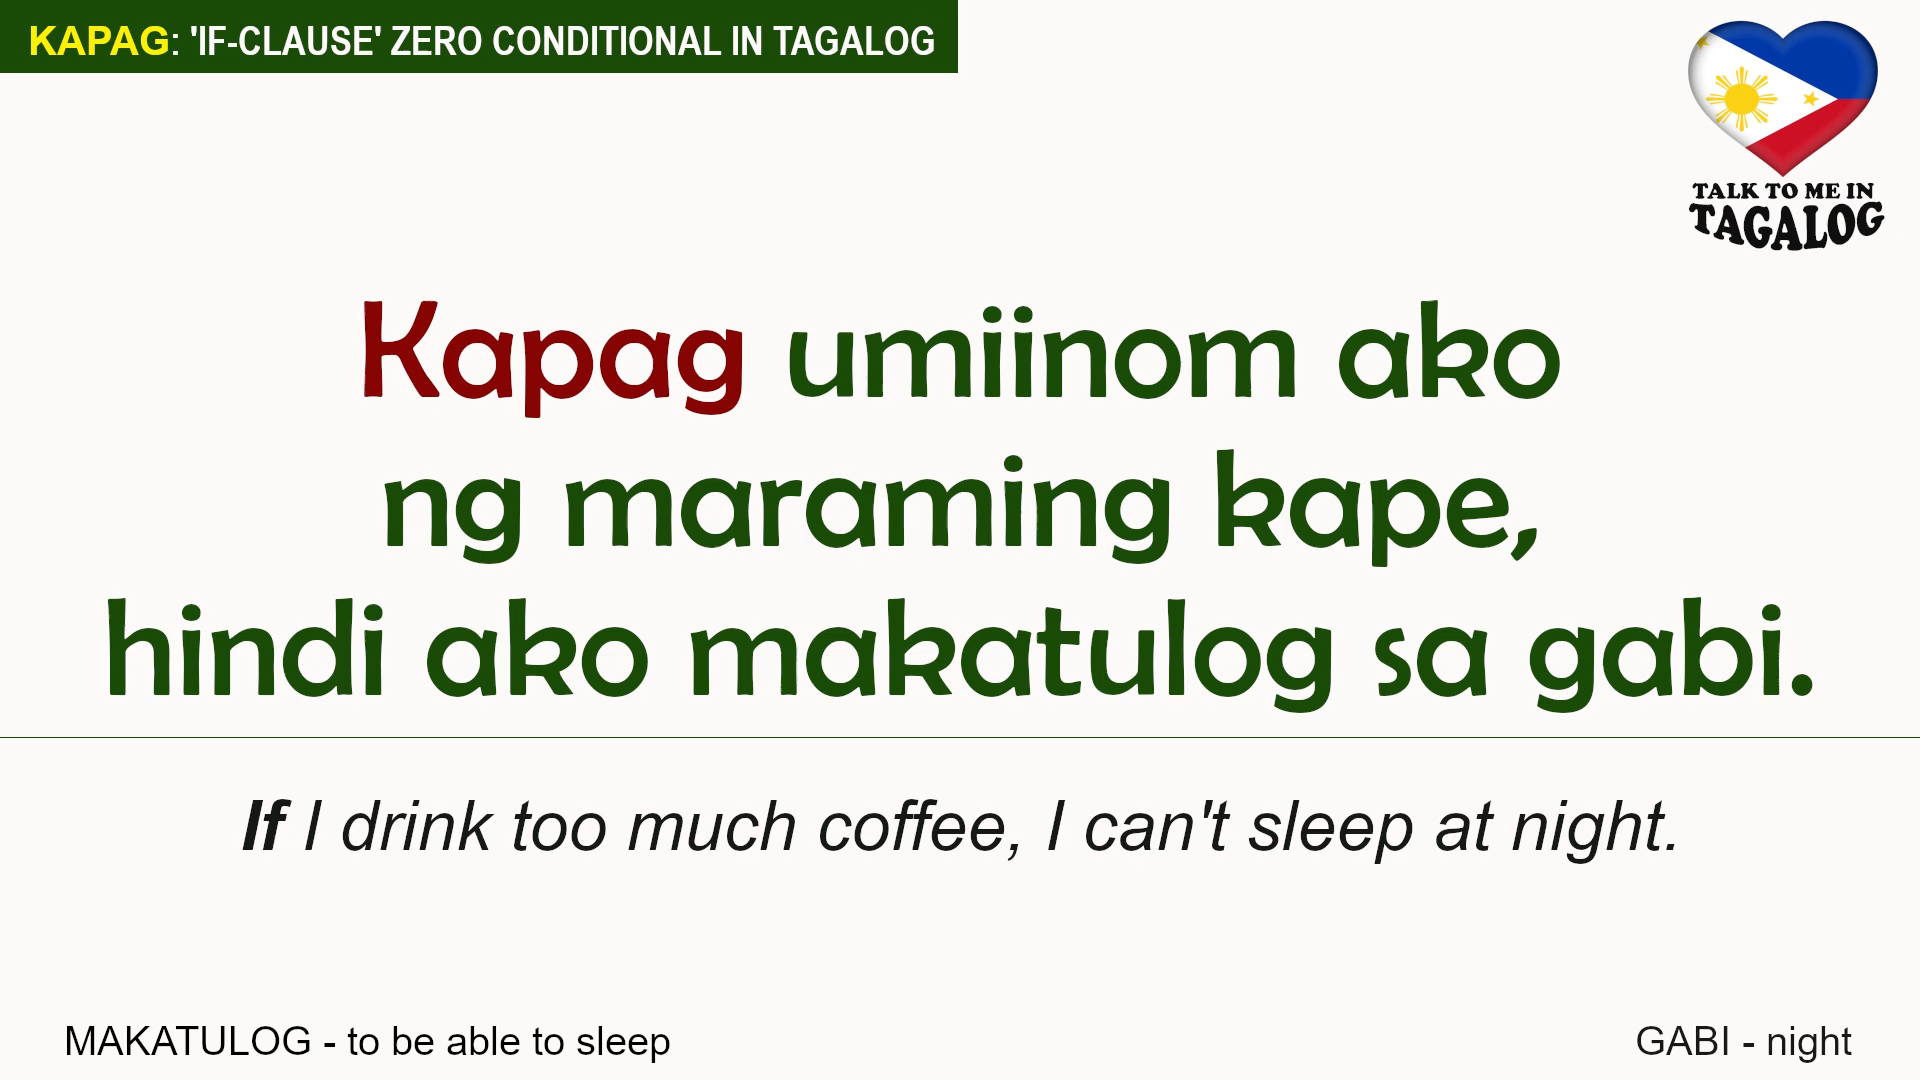 KAPAG: 'IF-CLAUSE' ZERO CONDITIONAL IN TAGALOG
TALK TO ME IN
TAGALOG
Kapag umiinom ako
ng maraming kape,
hindi ako makatulog sa gabi.
If I drink too much coffee, I can't sleep at night.
MAKATULOG - to be able to sleep
GABI - night